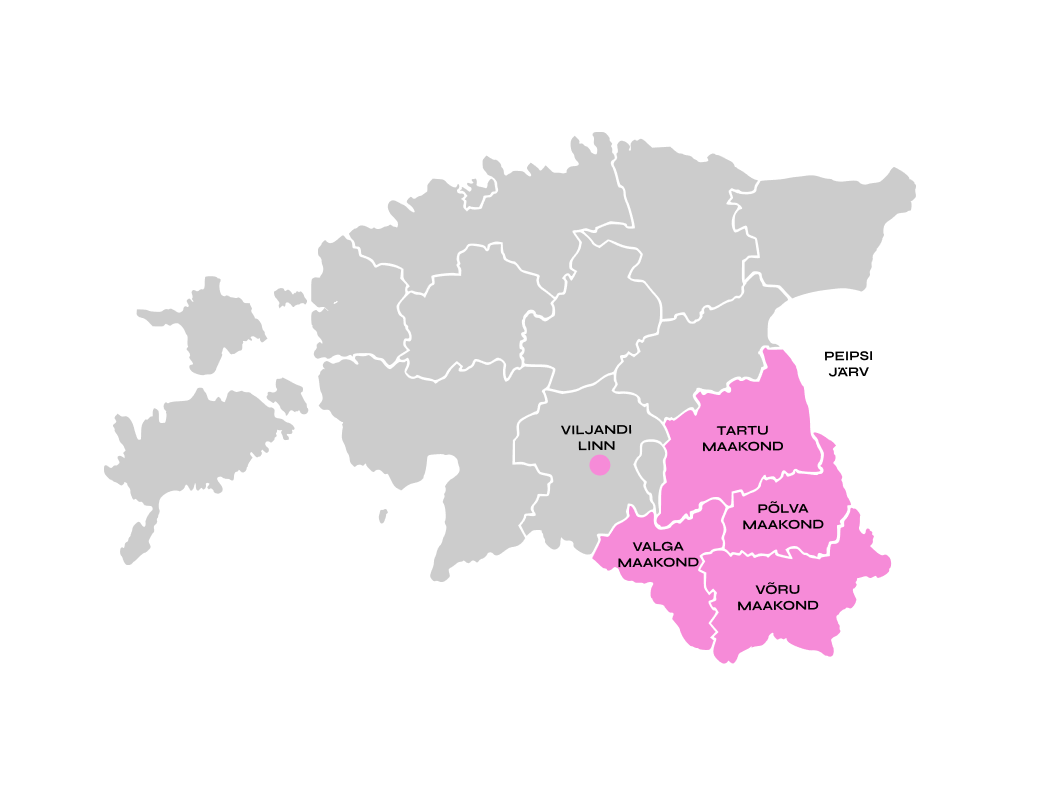 PEIPSI
JÄRV
VILJANDI
LINN
TARTU
MAAKOND
PÕLVA
MAAKOND
VALGA
MAAKOND
VÕRU
MAAKOND